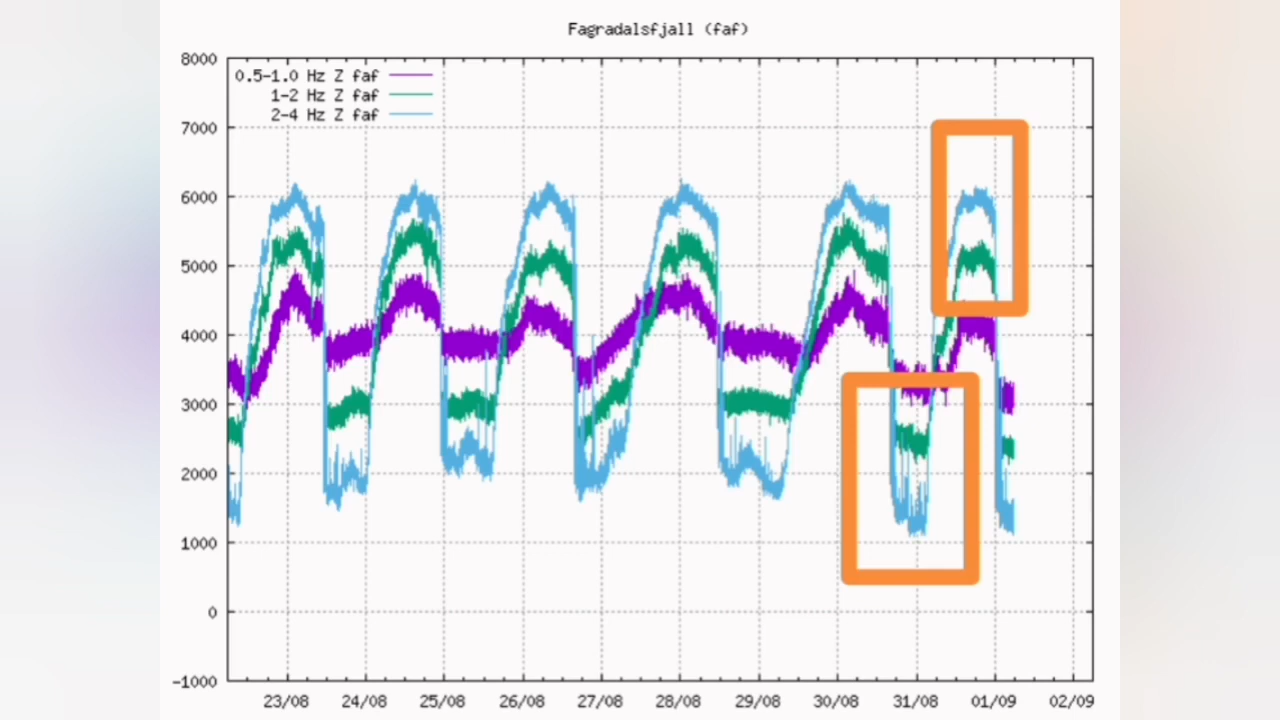 Fagradalsfjall (faf)
8000
0.5-1.0 Hz Z faf
1-2 Hz Z faf
2-4 Hz Z faf
7000
6000
5000
4000
3000
2000
1000
0
-1000
23/08 24/08 25/08 26/08 27/08 28/08 29/08 30/08 31/08 01/09 02/09